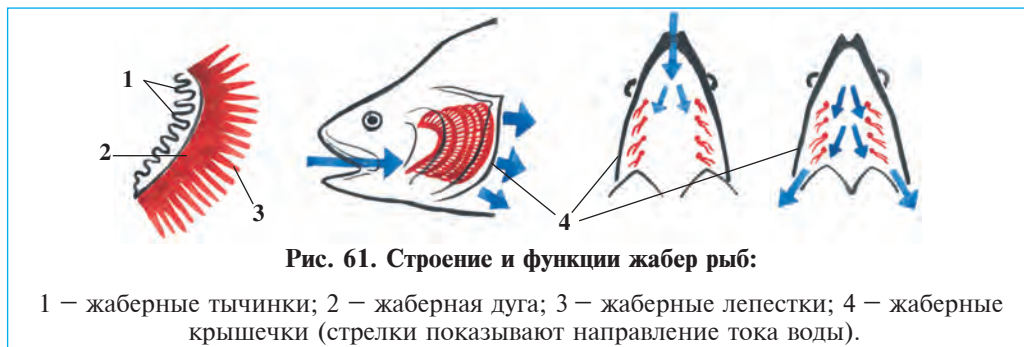 1
2
3
4
Рис. 61. Строение и функции жабер рыб:
1 – жаберные тычинки; 2 – жаберная дуга; 3 – жаберные лепестки; 4 – жаберные
крышечки (стрелки показывают направление тока воды).